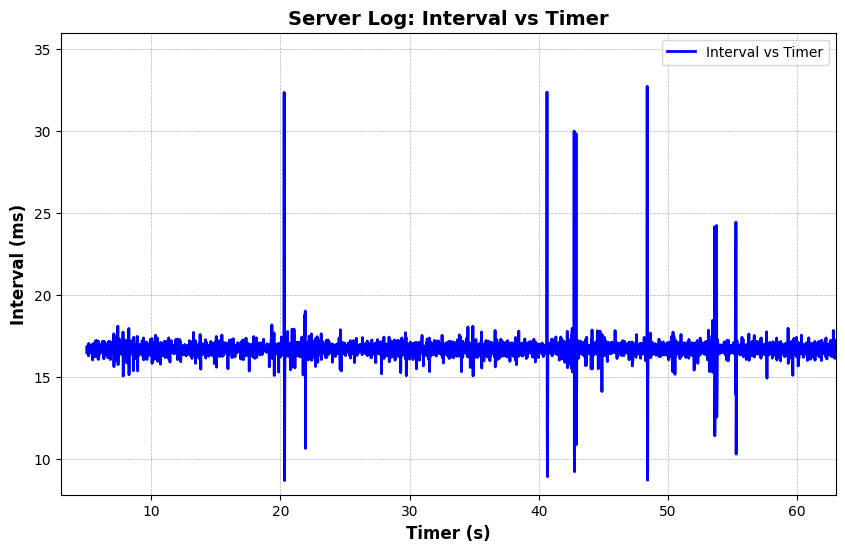 Server Log: Interval vs Timer
Interval vs Timer
35
30
25
20
15
10
Interval (ms)
10 20 30 40 50 60
Timer (s)